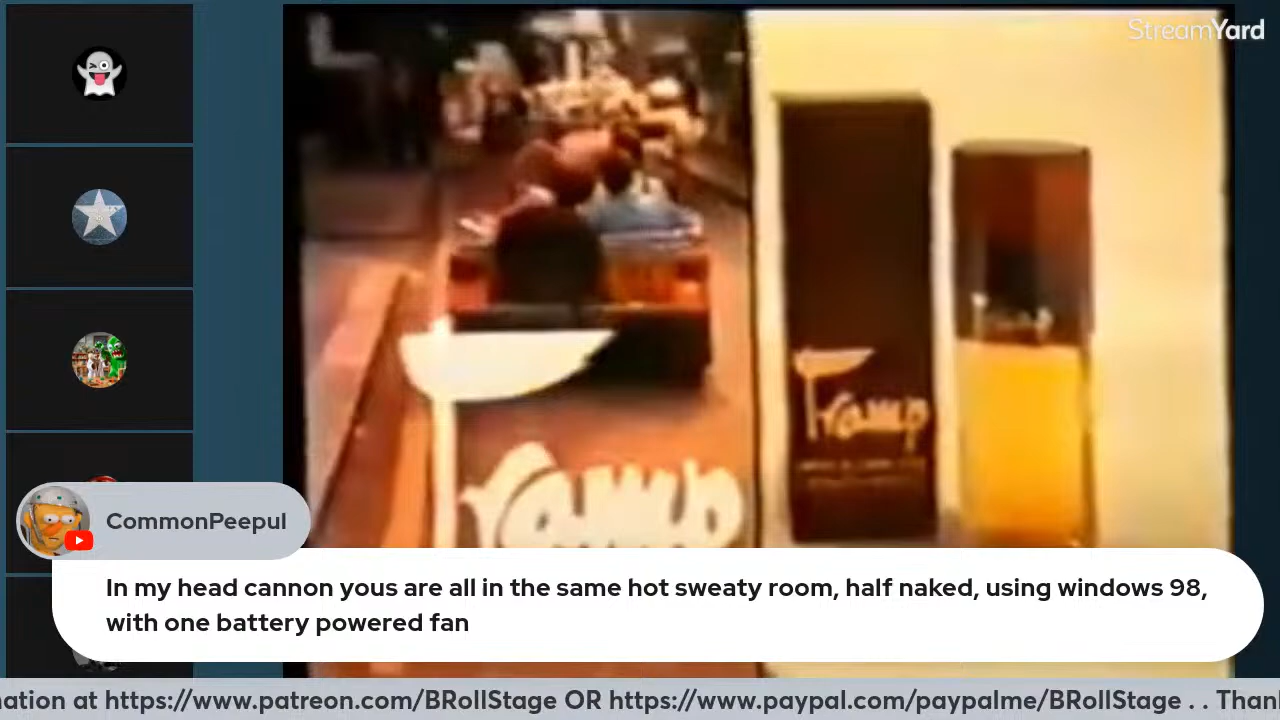 StreamYard
Tramp
Tramp
Tramp
CommonPeepul
In my head cannon yous are all in the same hot sweaty room, half naked, using windows 98,
with one battery powered fan
nation at https://www.patreon.com/BRollStage OR https://www.paypal.com/paypalme/BRollStage . . Than